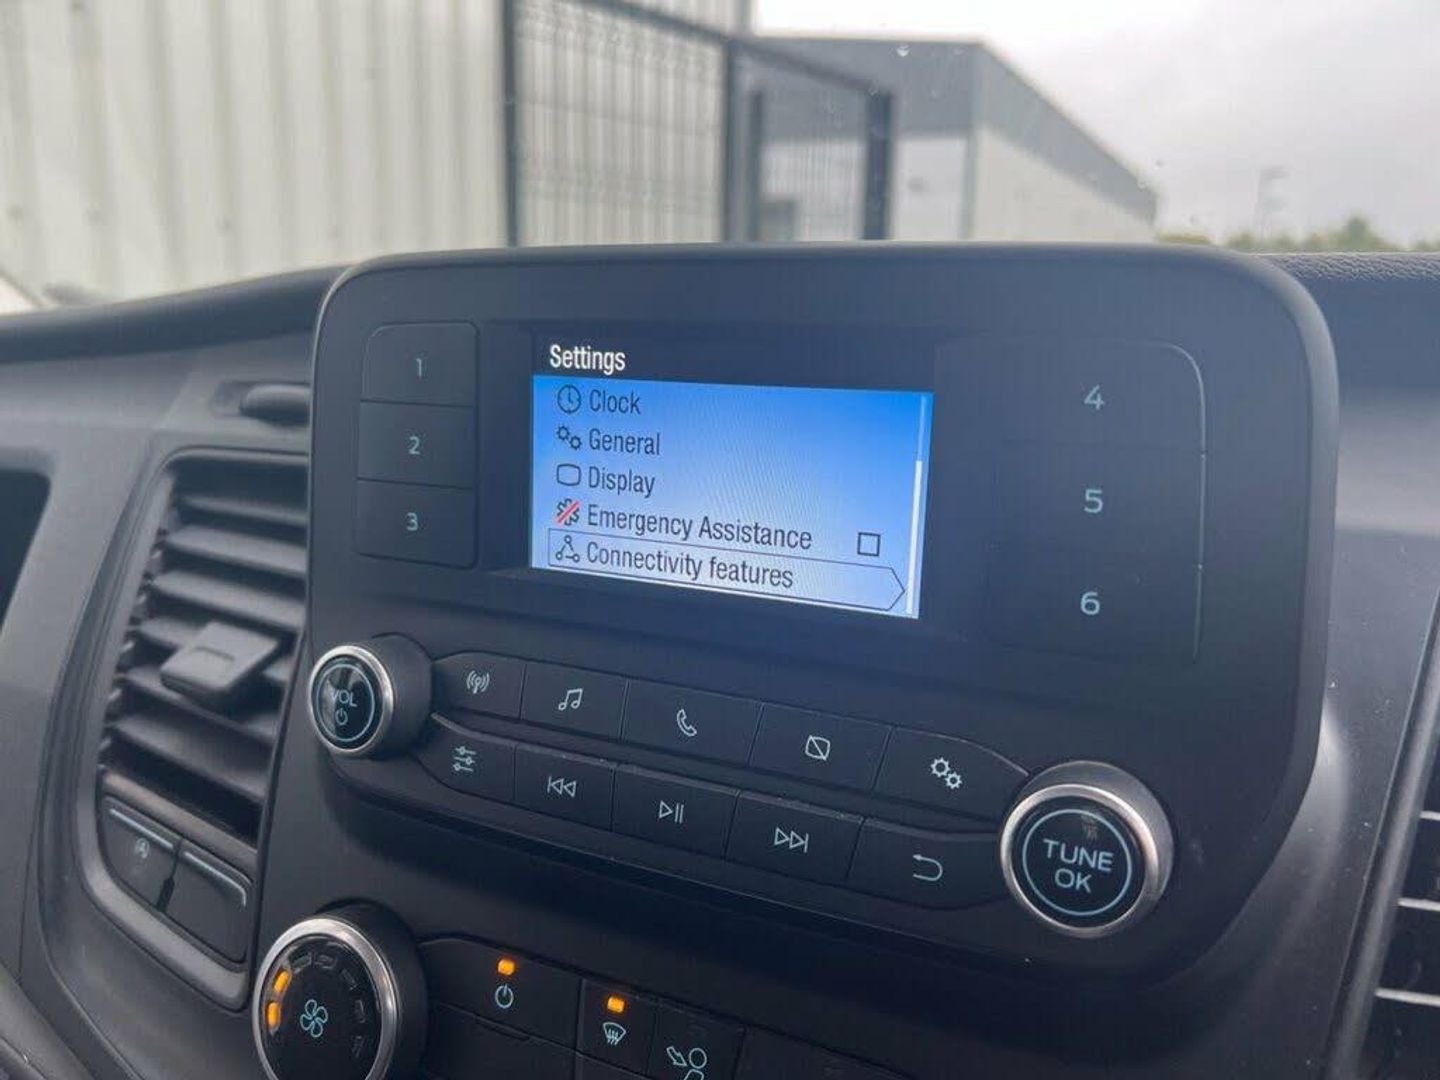 Settings
Clock
General
Display
Emergency Assistance
Connectivity features
1
2
3
4
5
6
VOL
TUNE
OK